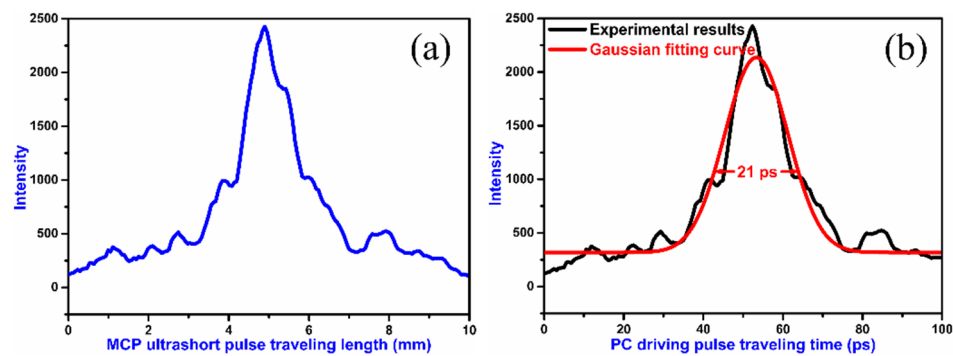 2500
2000
1500
1000
500
0
Intensity
(a)
0 2 4 6 8 10
MCP ultrashort pulse traveling length (mm)
2500
2000
1500
1000
500
0
Intensity
Experimental results
Gaussian fitting curve
(b)
21 ps
0 20 40 60 80 100
PC driving pulse traveling time (ps)